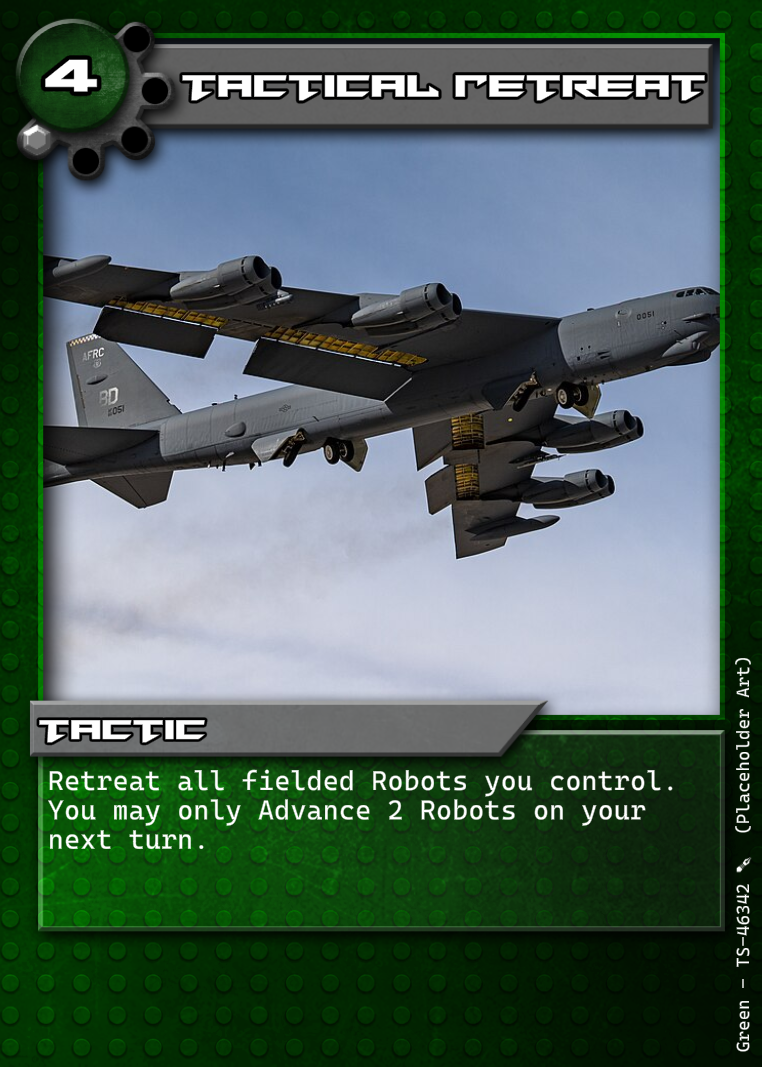 4
TACTICAL RETREAT
0051
AFRC
BD
0051
TACTIC
Retreat all fielded Robots you control.
You may only Advance 2 Robots on your
next turn.
Green - TS-46342 (Placeholder Art)